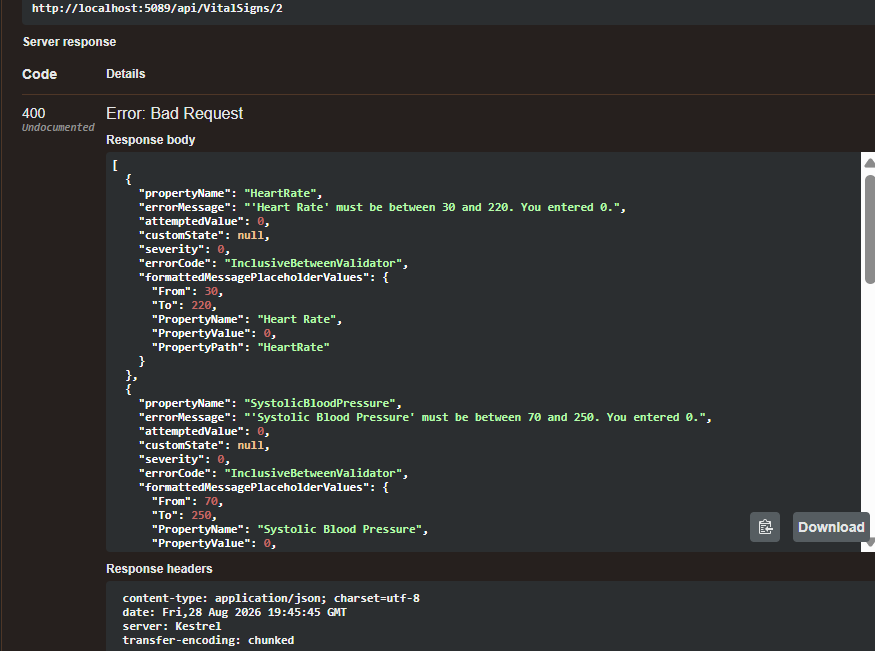 http://localhost:5089/api/VitalSigns/2
Server response
Code Details
400 Error: Bad Request
Undocumented
Response body
[
  {
    "propertyName": "HeartRate",
    "errorMessage": "'Heart Rate' must be between 30 and 220. You entered 0.",
    "attemptedValue": 0,
    "customState": null,
    "severity": 0,
    "errorCode": "InclusiveBetweenValidator",
    "formattedMessagePlaceholderValues": {
      "From": 30,
      "To": 220,
      "PropertyName": "Heart Rate",
      "PropertyValue": 0,
      "PropertyPath": "HeartRate"
    }
  },
  {
    "propertyName": "SystolicBloodPressure",
    "errorMessage": "'Systolic Blood Pressure' must be between 70 and 250. You entered 0.",
    "attemptedValue": 0,
    "customState": null,
    "severity": 0,
    "errorCode": "InclusiveBetweenValidator",
    "formattedMessagePlaceholderValues": {
      "From": 70,
      "To": 250,
      "PropertyName": "Systolic Blood Pressure",
      "PropertyValue": 0,
Download
Response headers
content-type: application/json; charset=utf-8
date: Fri,28 Aug 2026 19:45:45 GMT
server: Kestrel
transfer-encoding: chunked